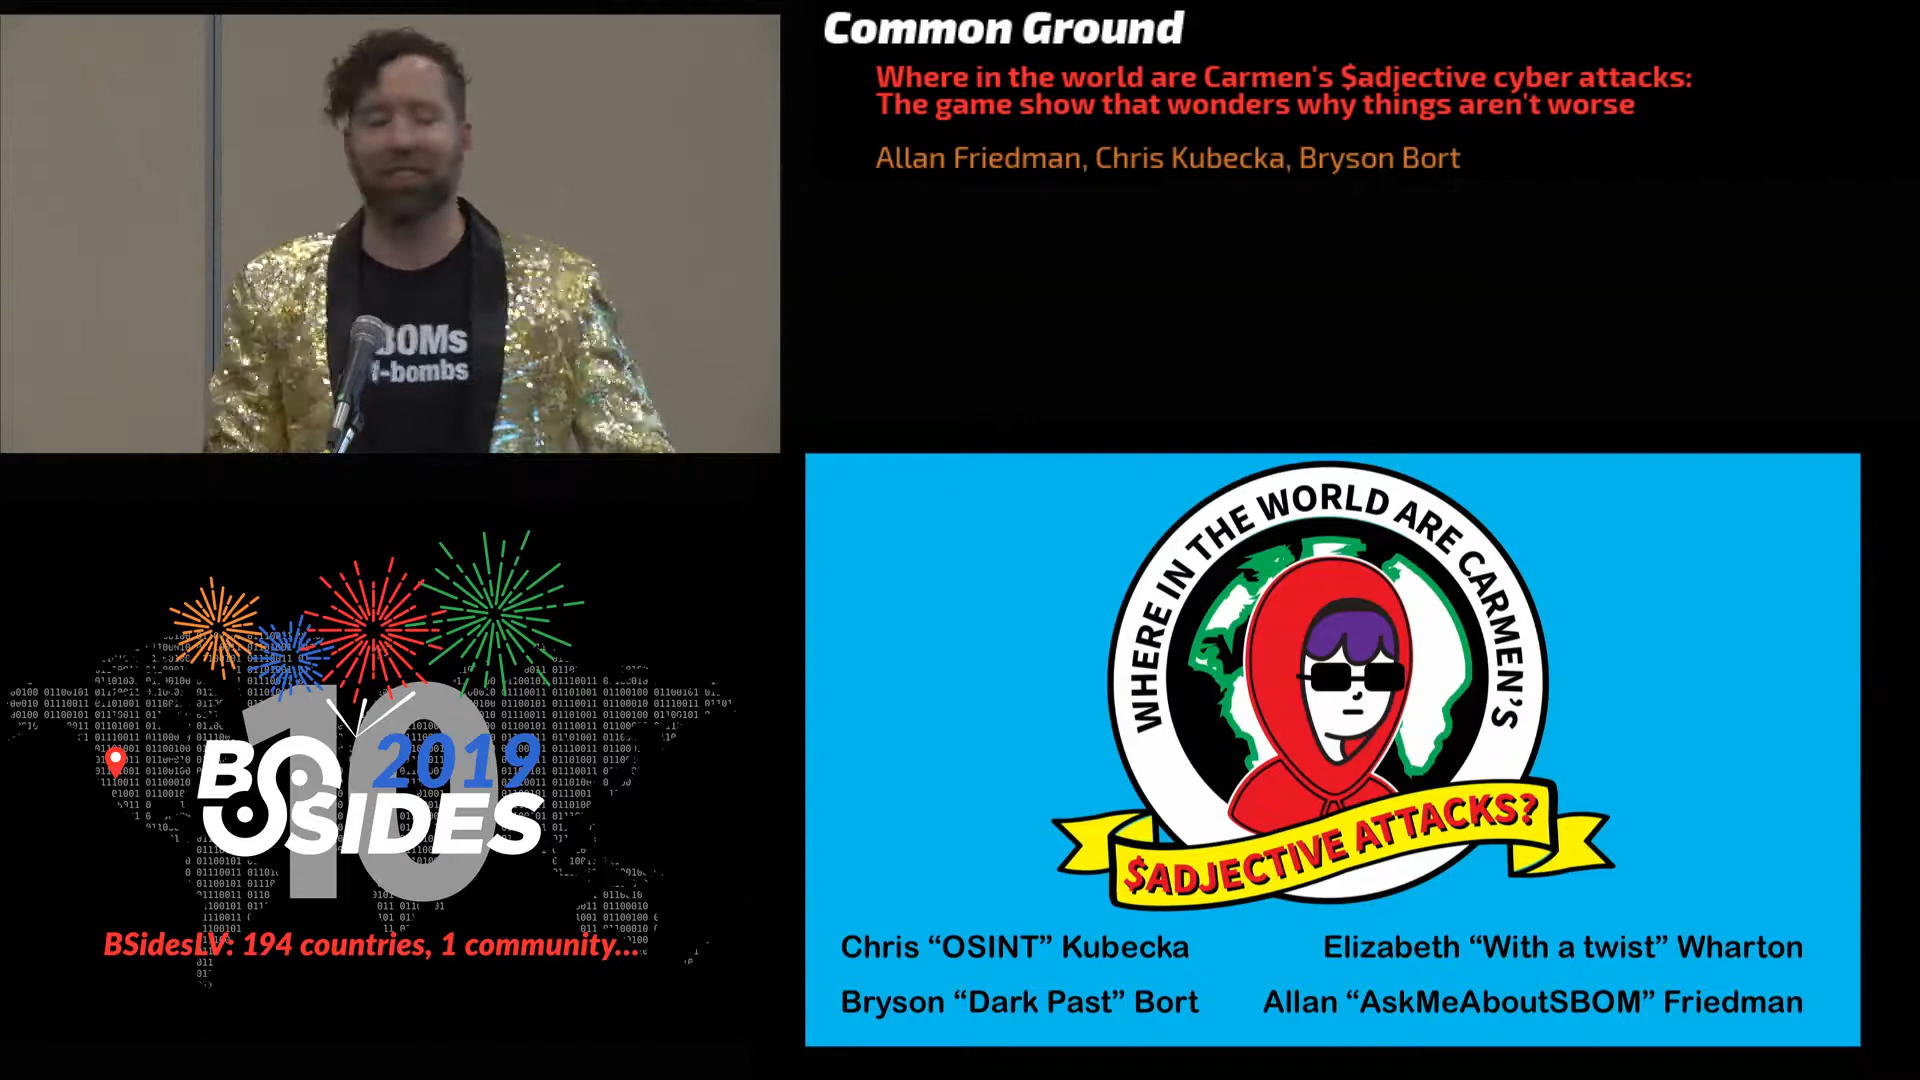 Common Ground
Where in the world are Carmen's $adjective cyber attacks:
The game show that wonders why things aren't worse
Allan Friedman, Chris Kubecka, Bryson Bort
BOMs
-bombs
10
2019
BSIDES
BSidesLV: 194 countries, 1 community...
WHERE IN THE WORLD ARE CARMEN'S
$ADJECTIVE ATTACKS?
Chris “OSINT” Kubecka
Elizabeth “With a twist” Wharton
Bryson “Dark Past” Bort
Allan “AskMeAboutSBOM” Friedman